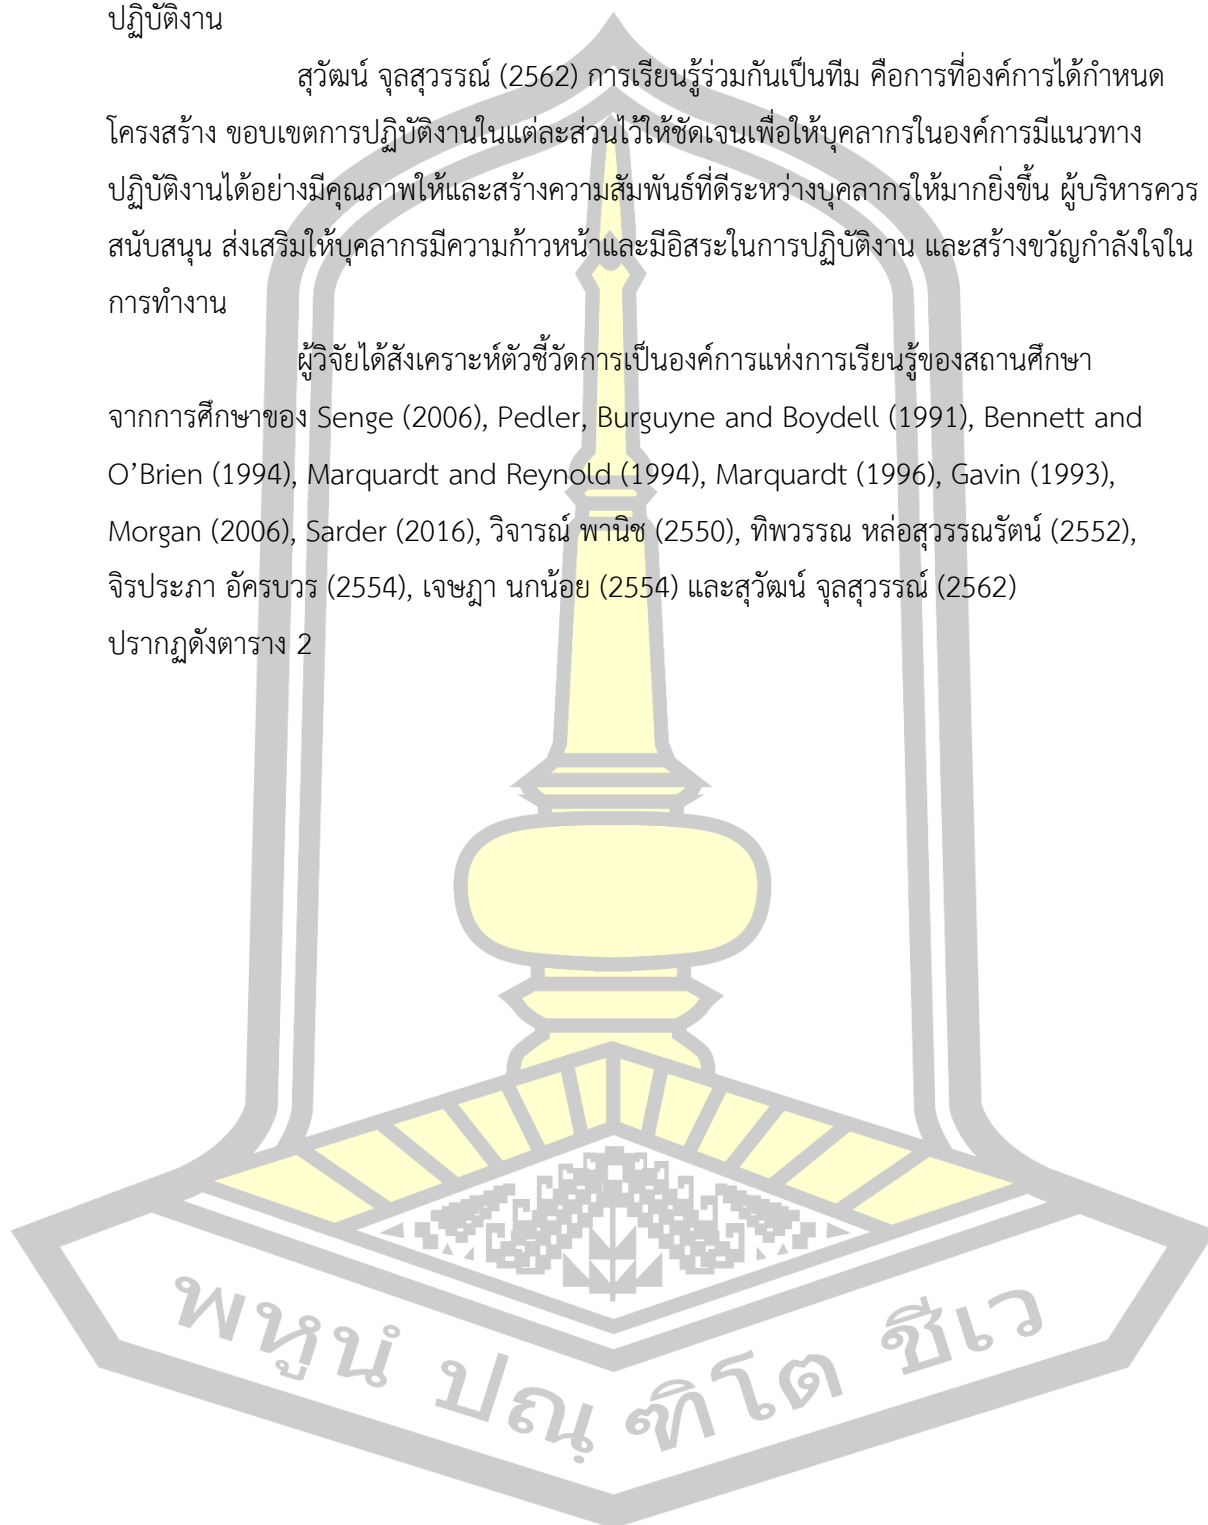 ปฏิบัติงาน
สุวัฒน์ จุลสุวรรณ์ (2562) การเรียนรู้ร่วมกันเป็นทีม คือการที่องค์การได้กำหนด
โครงสร้าง ขอบเขตการปฏิบัติงานในแต่ละส่วนไว้ให้ชัดเจนเพื่อให้บุคลากรในองค์การมีแนวทาง
ปฏิบัติงานได้อย่างมีคุณภาพให้และสร้างความสัมพันธ์ที่ดีระหว่างบุคลากรให้มากยิ่งขึ้น ผู้บริหารควร
สนับสนุน ส่งเสริมให้บุคลากรมีความก้าวหน้าและมีอิสระในการปฏิบัติงาน และสร้างขวัญกำลังใจใน
การทำงาน
ผู้วิจัยได้สังเคราะห์ตัวชี้วัดการเป็นองค์การแห่งการเรียนรู้ของสถานศึกษา
จากการศึกษาของ Senge (2006), Pedler, Burguyne and Boydell (1991), Bennett and
O’Brien (1994), Marquardt and Reynold (1994), Marquardt (1996), Gavin (1993),
Morgan (2006), Sarder (2016), วิจารณ์ พานิช (2550), ทิพวรรณ หล่อสุวรรณรัตน์ (2552),
จิรประภา อัครบวร (2554), เจษฎา นกน้อย (2554) และสุวัฒน์ จุลสุวรรณ์ (2562)
ปรากฏดังตาราง 2
พหูนํ ปณฺ ฑิโต ชีเว